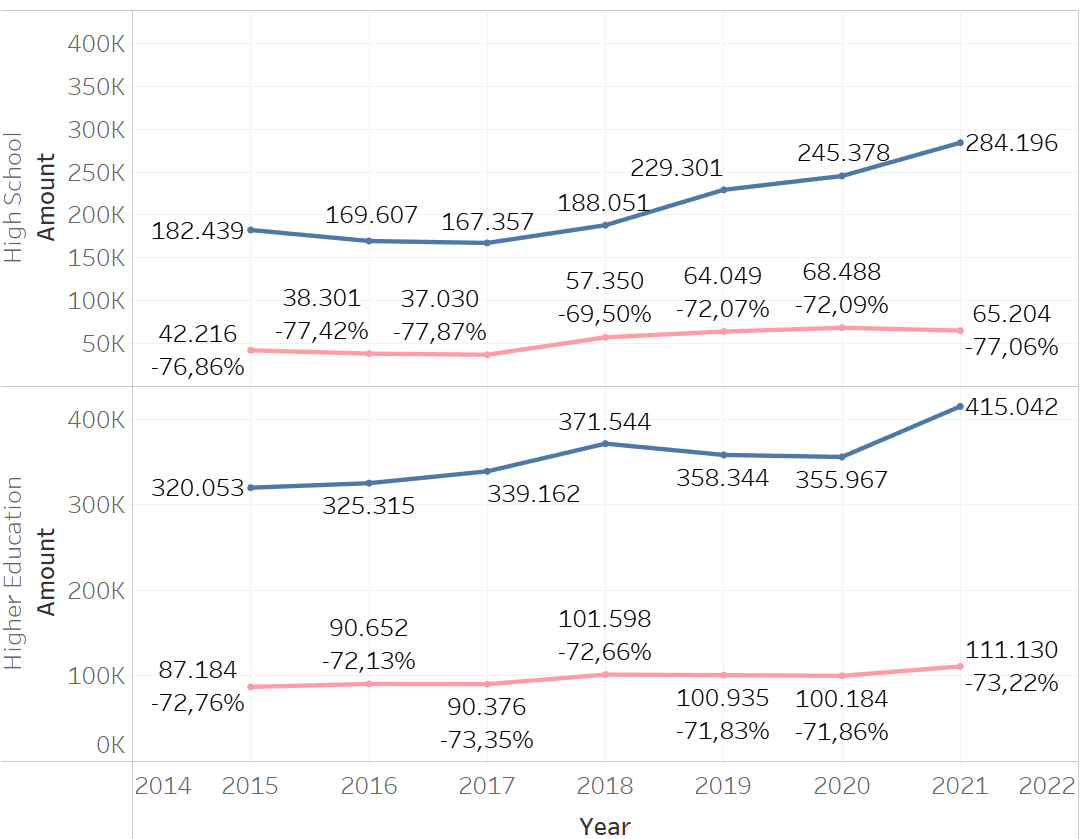 High School
Amount
400K
350K
300K
250K
200K
150K
100K
50K
182.439
169.607
167.357
188.051
229.301
245.378
284.196
42.216
-76,86%
38.301
-77,42%
37.030
-77,87%
57.350
-69,50%
64.049
-72,07%
68.488
-72,09%
65.204
-77,06%
Higher Education
Amount
400K
300K
200K
100K
0K
320.053
325.315
339.162
371.544
358.344
355.967
415.042
87.184
-72,76%
90.652
-72,13%
90.376
-73,35%
101.598
-72,66%
100.935
-71,83%
100.184
-71,86%
111.130
-73,22%
2014 2015 2016 2017 2018 2019 2020 2021 2022
Year